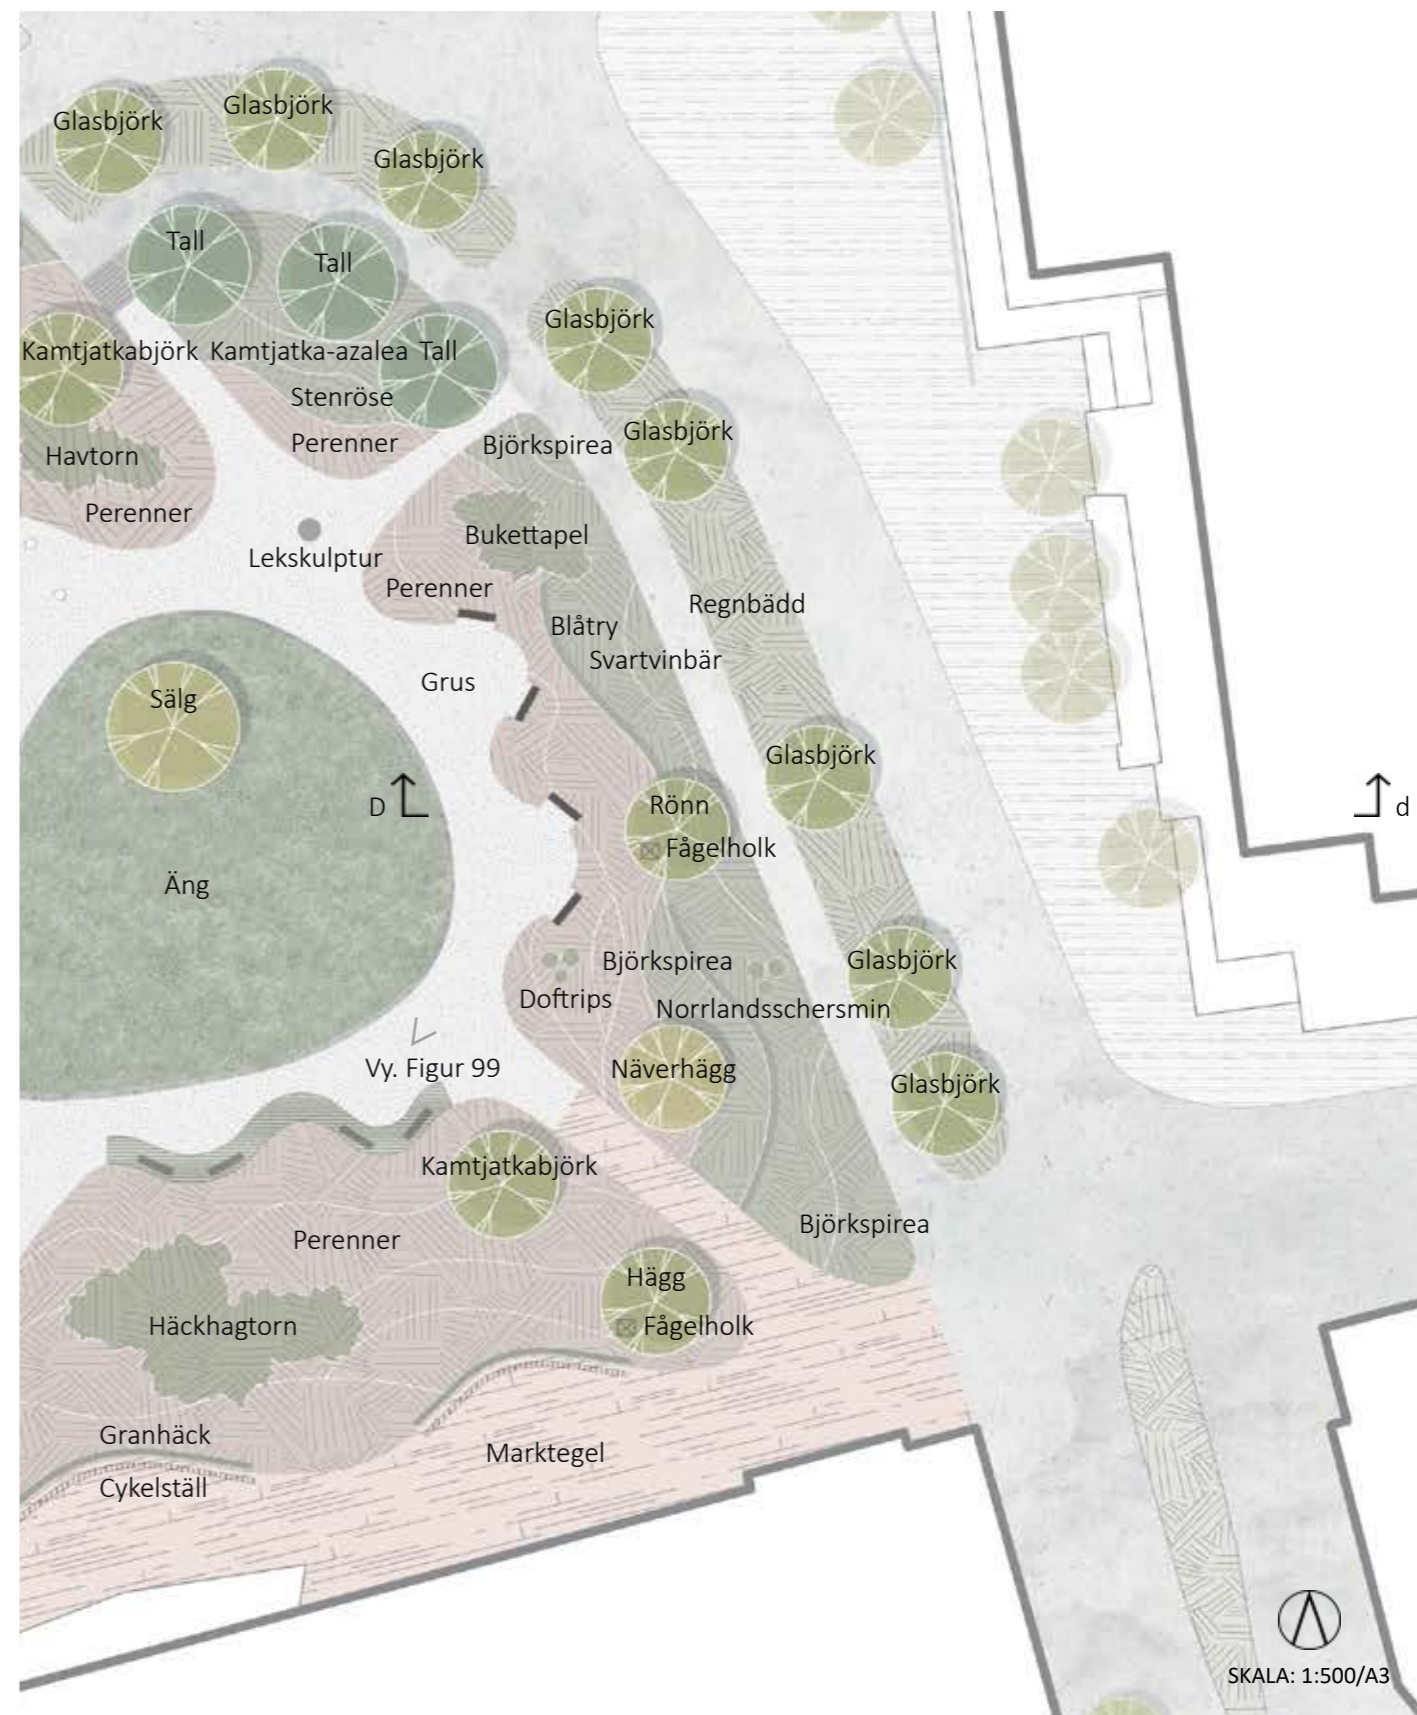 Glasbjörk
Glasbjörk
Glasbjörk
Tall
Tall
Glasbjörk
Kamtjatkabjörk
Kamtjatka-azalea
Tall
Stenröse
Perenner
Björkspirea
Glasbjörk
Havtorn
Perenner
Lekskulptur
Bukettapel
Perenner
Regnbädd
Blåtry
Svartvinbär
Grus
Sälg
Glasbjörk
D
Rönn
d
Fågelholk
Äng
Björkspirea
Glasbjörk
Doftrips
Norrlandsschersmin
Vy. Figur 99
Näverhägg
Glasbjörk
Kamtjatkabjörk
Perenner
Björkspirea
Hägg
Häckhagtorn
Fågelholk
Granhäck
Marktegel
Cykelställ
SKALA: 1:500/A3